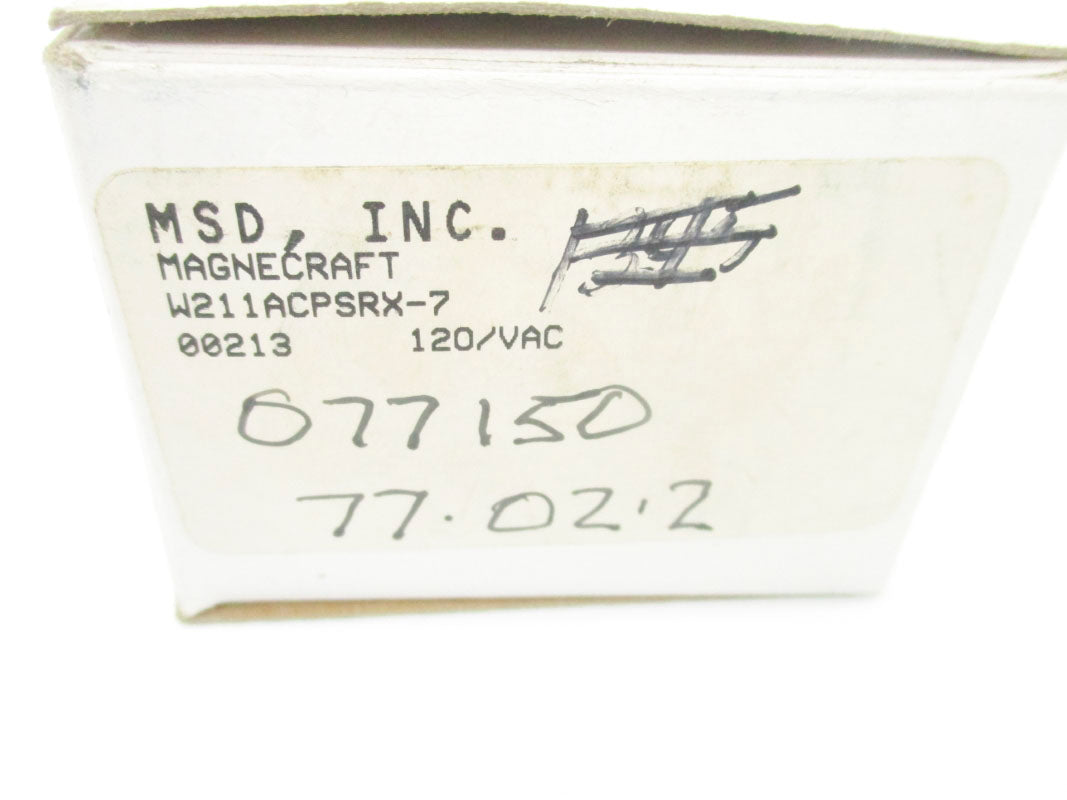 MSD, INC.
MAGNECRAFT
W211ACPSRX-7
00213 120/VAC
077150
77.02.2